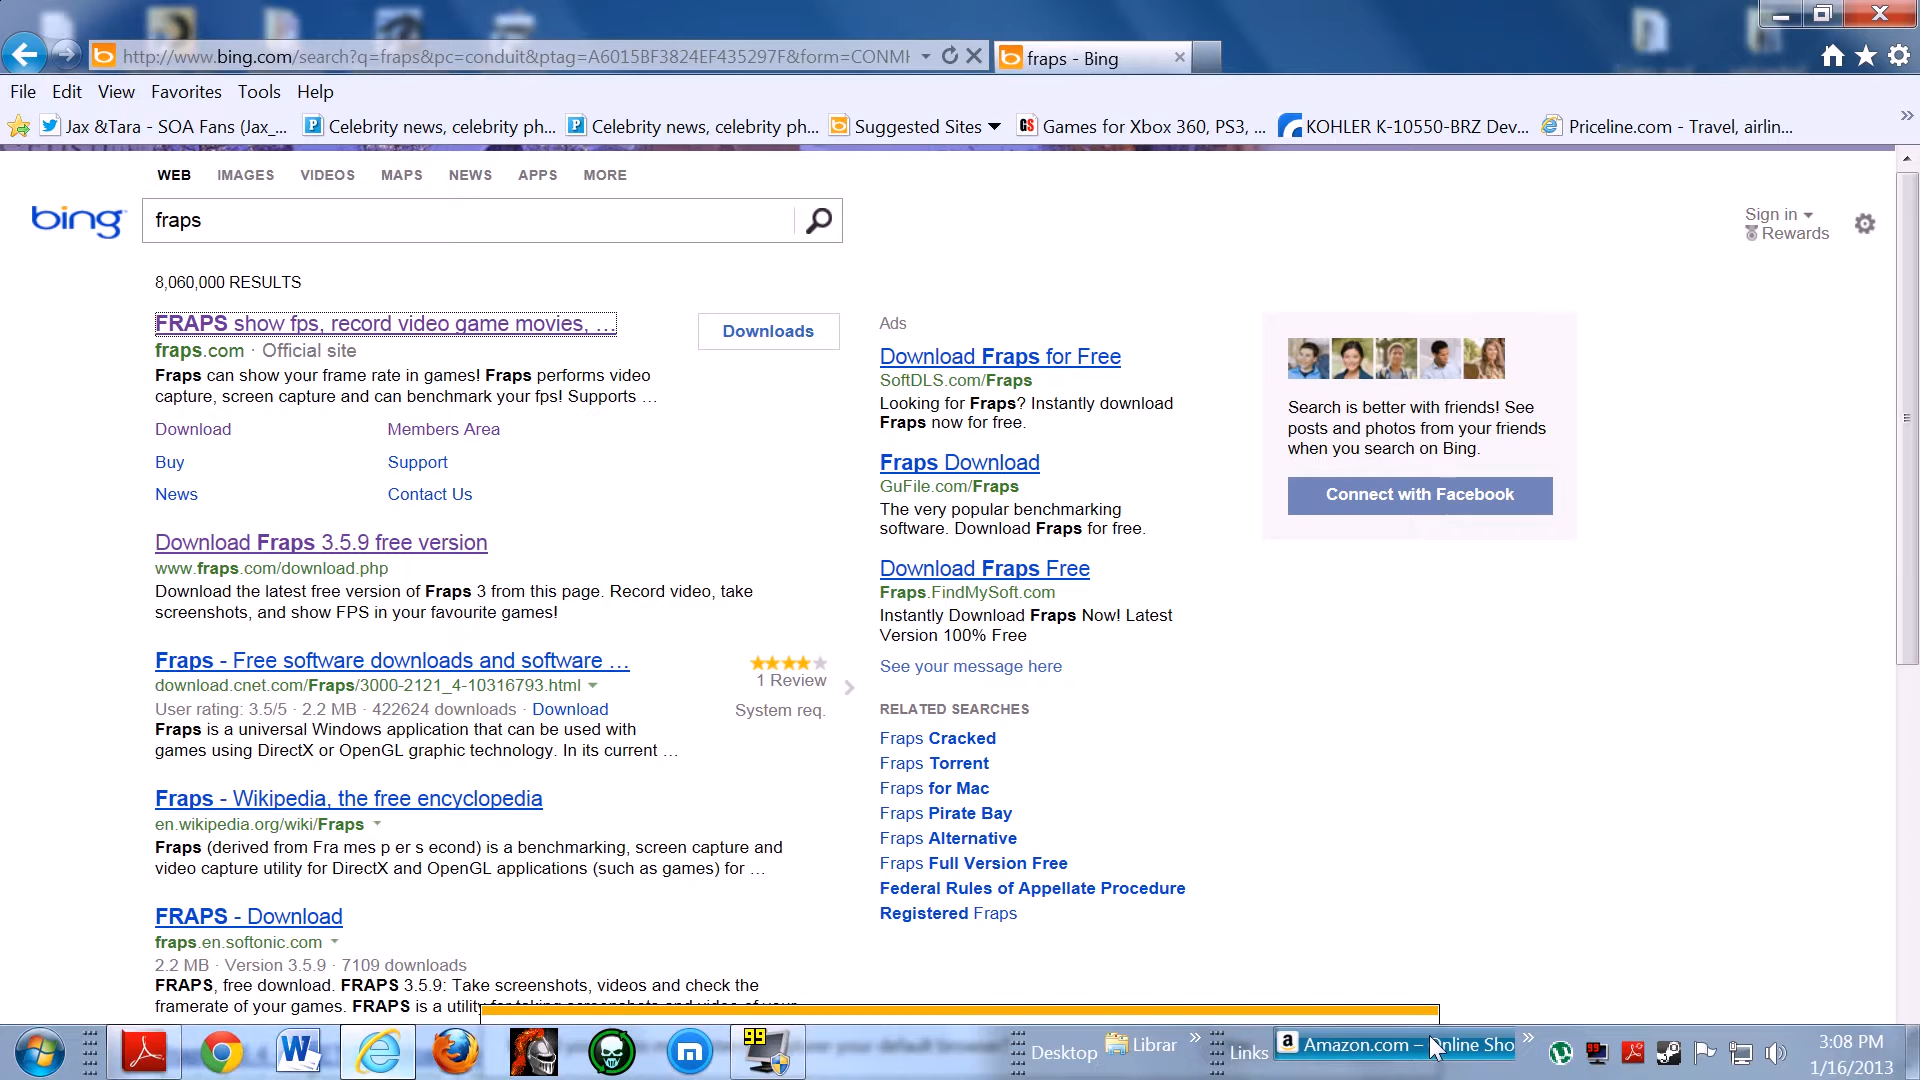 http://www.bing.com/search?q=fraps&pc=conduit&ptag=A6015BF3824EF435297F&form=CONMI
fraps - Bing
File Edit View Favorites Tools Help
Jax &Tara - SOA Fans (Jax_...
Celebrity news, celebrity ph...
Celebrity news, celebrity ph...
Suggested Sites
Games for Xbox 360, PS3, ...
KOHLER K-10550-BRZ Dev...
Priceline.com - Travel, airlin...
WEB IMAGES VIDEOS MAPS NEWS APPS MORE
bing
fraps
Sign in
Rewards
8,060,000 RESULTS
FRAPS show fps, record video game movies, ...
fraps.com · Official site
Fraps can show your frame rate in games! Fraps performs video
capture, screen capture and can benchmark your fps! Supports ...
Downloads
Download Members Area
Buy Support
News Contact Us
Download Fraps 3.5.9 free version
www.fraps.com/download.php
Download the latest free version of Fraps 3 from this page. Record video, take
screenshots, and show FPS in your favourite games!
Fraps - Free software downloads and software ...
download.cnet.com/Fraps/3000-2121_4-10316793.html
User rating: 3.5/5 · 2.2 MB · 422624 downloads · Download
Fraps is a universal Windows application that can be used with
games using DirectX or OpenGL graphic technology. In its current ...
1 Review
System req.
Fraps - Wikipedia, the free encyclopedia
en.wikipedia.org/wiki/Fraps
Fraps (derived from Fra mes p er s econd) is a benchmarking, screen capture and
video capture utility for DirectX and OpenGL applications (such as games) for ...
FRAPS - Download
fraps.en.softonic.com
2.2 MB · Version 3.5.9 · 7109 downloads
FRAPS, free download. FRAPS 3.5.9: Take screenshots, videos and check the
framerate of your games. FRAPS is a utility for taking screenshots and video of your
Ads
Download Fraps for Free
SoftDLS.com/Fraps
Looking for Fraps? Instantly download
Fraps now for free.
Fraps Download
GuFile.com/Fraps
The very popular benchmarking
software. Download Fraps for free.
Download Fraps Free
Fraps.FindMySoft.com
Instantly Download Fraps Now! Latest
Version 100% Free
See your message here
RELATED SEARCHES
Fraps Cracked
Fraps Torrent
Fraps for Mac
Fraps Pirate Bay
Fraps Alternative
Fraps Full Version Free
Federal Rules of Appellate Procedure
Registered Fraps
Search is better with friends! See
posts and photos from your friends
when you search on Bing.
Connect with Facebook
99
Desktop
Librar
Links
Amazon.com – Online Sho
3:08 PM
1/16/2013